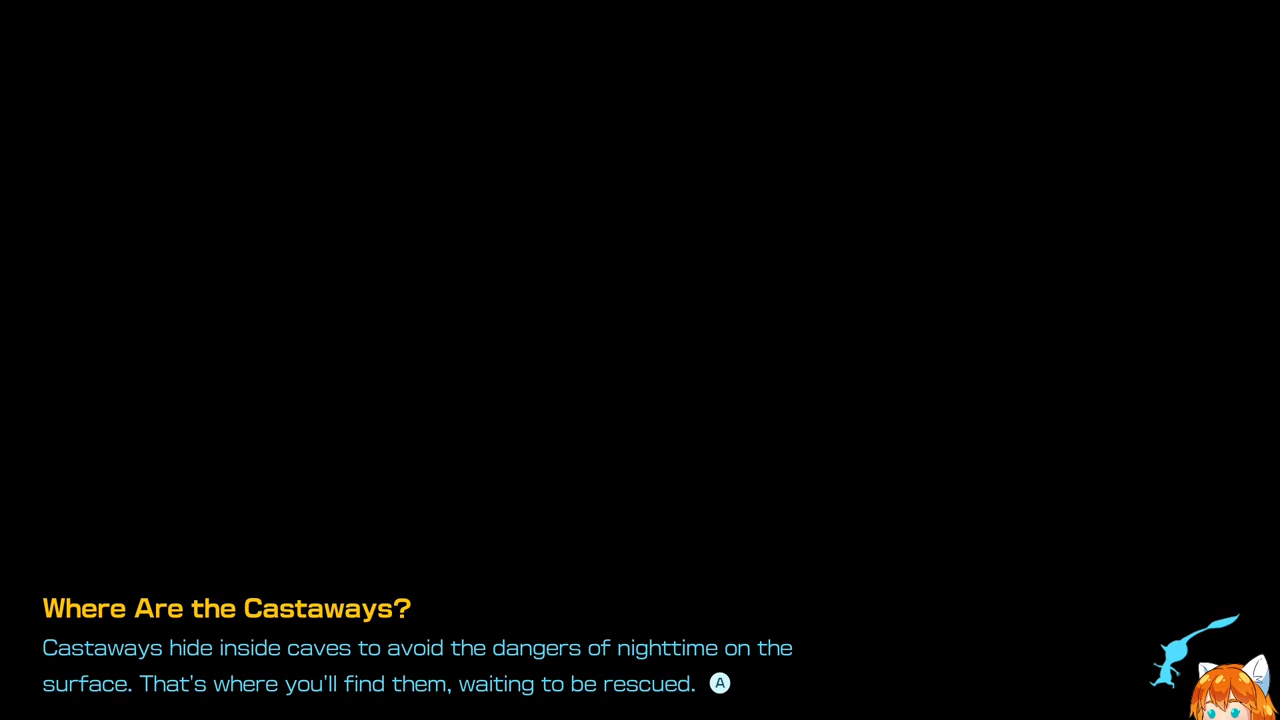 Where Are the Castaways?
Castaways hide inside caves to avoid the dangers of nighttime on the
surface. That's where you'll find them, waiting to be rescued. A